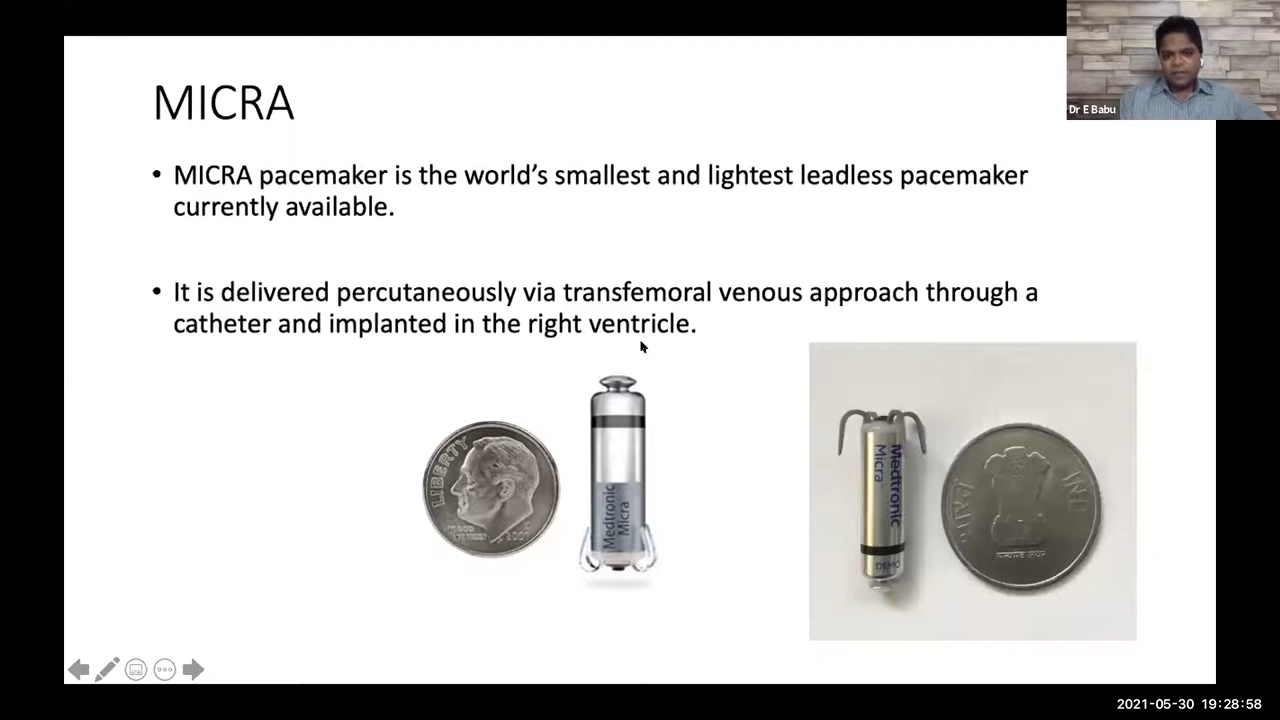 MICRA
• MICRA pacemaker is the world's smallest and lightest leadless pacemaker
currently available.
• It is delivered percutaneously via transfemoral venous approach through a
catheter and implanted in the right ventricle.
Dr E Babu
LIBERTY
Medtronic
Micra
Medtronic
Micra
DEMO
2021-05-30 19:28:58